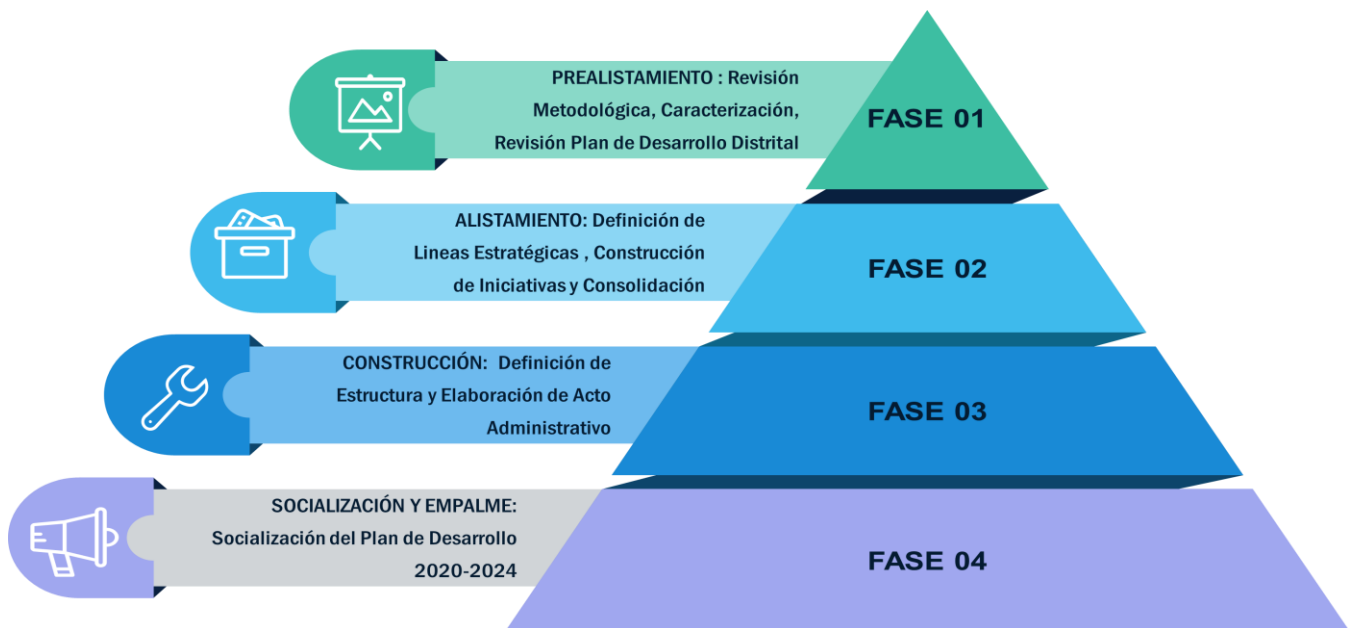 PREALISTAMIENTO : Revisión
Metodológica, Caracterización,
Revisión Plan de Desarrollo Distrital
FASE 01
ALISTAMIENTO: Definición de
Lineas Estratégicas , Construcción
de Iniciativas y Consolidación
FASE 02
CONSTRUCCIÓN: Definición de
Estructura y Elaboración de Acto
Administrativo
FASE 03
SOCIALIZACIÓN Y EMPALME:
Socialización del Plan de Desarrollo
2020-2024
FASE 04